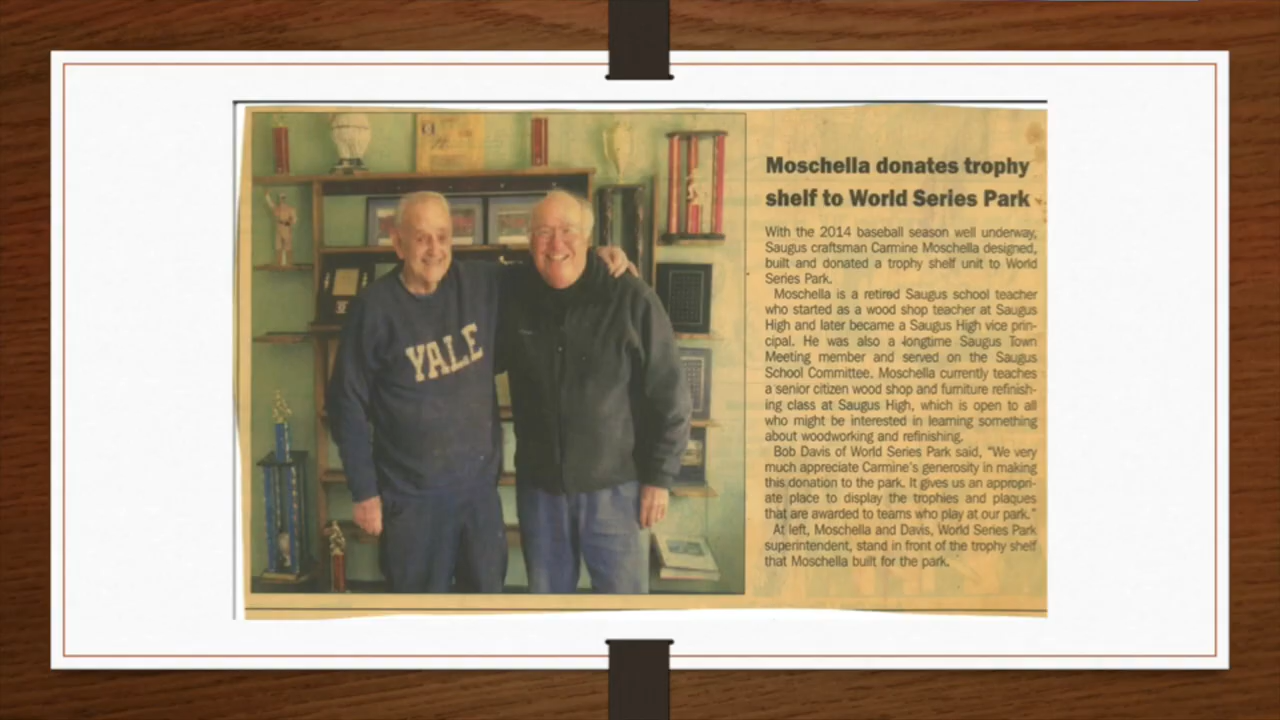 Moschella donates trophy
shelf to World Series Park
With the 2014 baseball season well underway,
Saugus craftsman Carmine Moschella designed,
built and donated a trophy shelf unit to World
Series Park.
Moschella is a retired Saugus school teacher
who started as a wood shop teacher at Saugus
High and later became a Saugus High vice prin-
cipal. He was also a longtime Saugus Town
Meeting member and served on the Saugus
School Committee. Moschella currently teaches
a senior citizen wood shop and furniture refinish-
ing class at Saugus High, which is open to all
who might be interested in learning something
about woodworking and refinishing.
Bob Davis of World Series Park said, “We very
much appreciate Carmine’s generosity in making
this donation to the park. It gives us an appropri-
ate place to display the trophies and plaques
that are awarded to teams who play at our park.”
At left, Moschella and Davis, World Series Park
superintendent, stand in front of the trophy shelf
that Moschella built for the park.
YALE